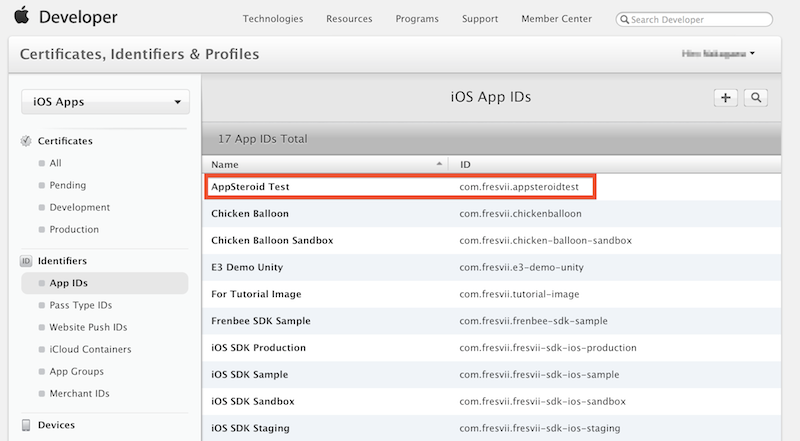 Developer
Technologies Resources Programs Support Member Center Search Developer
Certificates, Identifiers & Profiles
iOS Apps
iOS App IDs
17 App IDs Total
Name ID
Certificates
All
Pending
Development
Production
Identifiers
ID
App IDs
Pass Type IDs
Website Push IDs
iCloud Containers
App Groups
Merchant IDs
Devices
AppSteroid Test com.fresvii.appsteroidtest
Chicken Balloon com.fresvii.chickenballoon
Chicken Balloon Sandbox com.fresvii.chicken-balloon-sandbox
E3 Demo Unity com.fresvii.e3-demo-unity
For Tutorial Image com.fresvii.tutorial-image
Frenbee SDK Sample com.fresvii.frenbee-sdk-sample
iOS SDK Production com.fresvii.fresvii-sdk-ios-production
iOS SDK Sample com.fresvii.fresvii-sdk-ios-sample
iOS SDK Sandbox com.fresvii.fresvii-sdk-ios-sandbox
iOS SDK Staging com.fresvii.fresvii-sdk-ios-staging